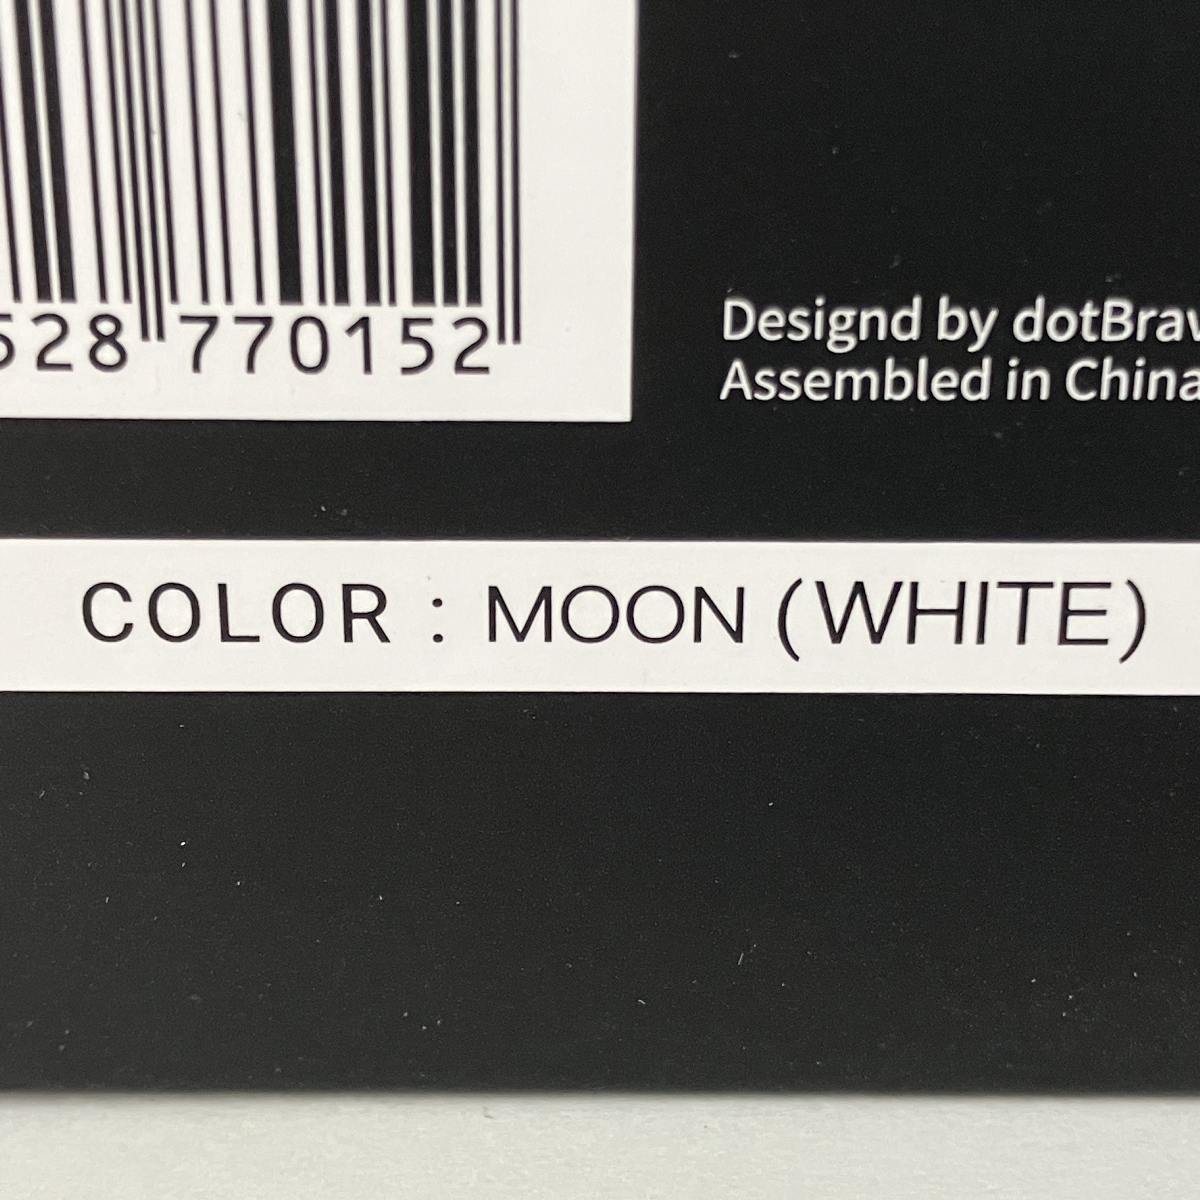 528 770152
Designd by dotBrav
Assembled in China
COLOR : MOON (WHITE)